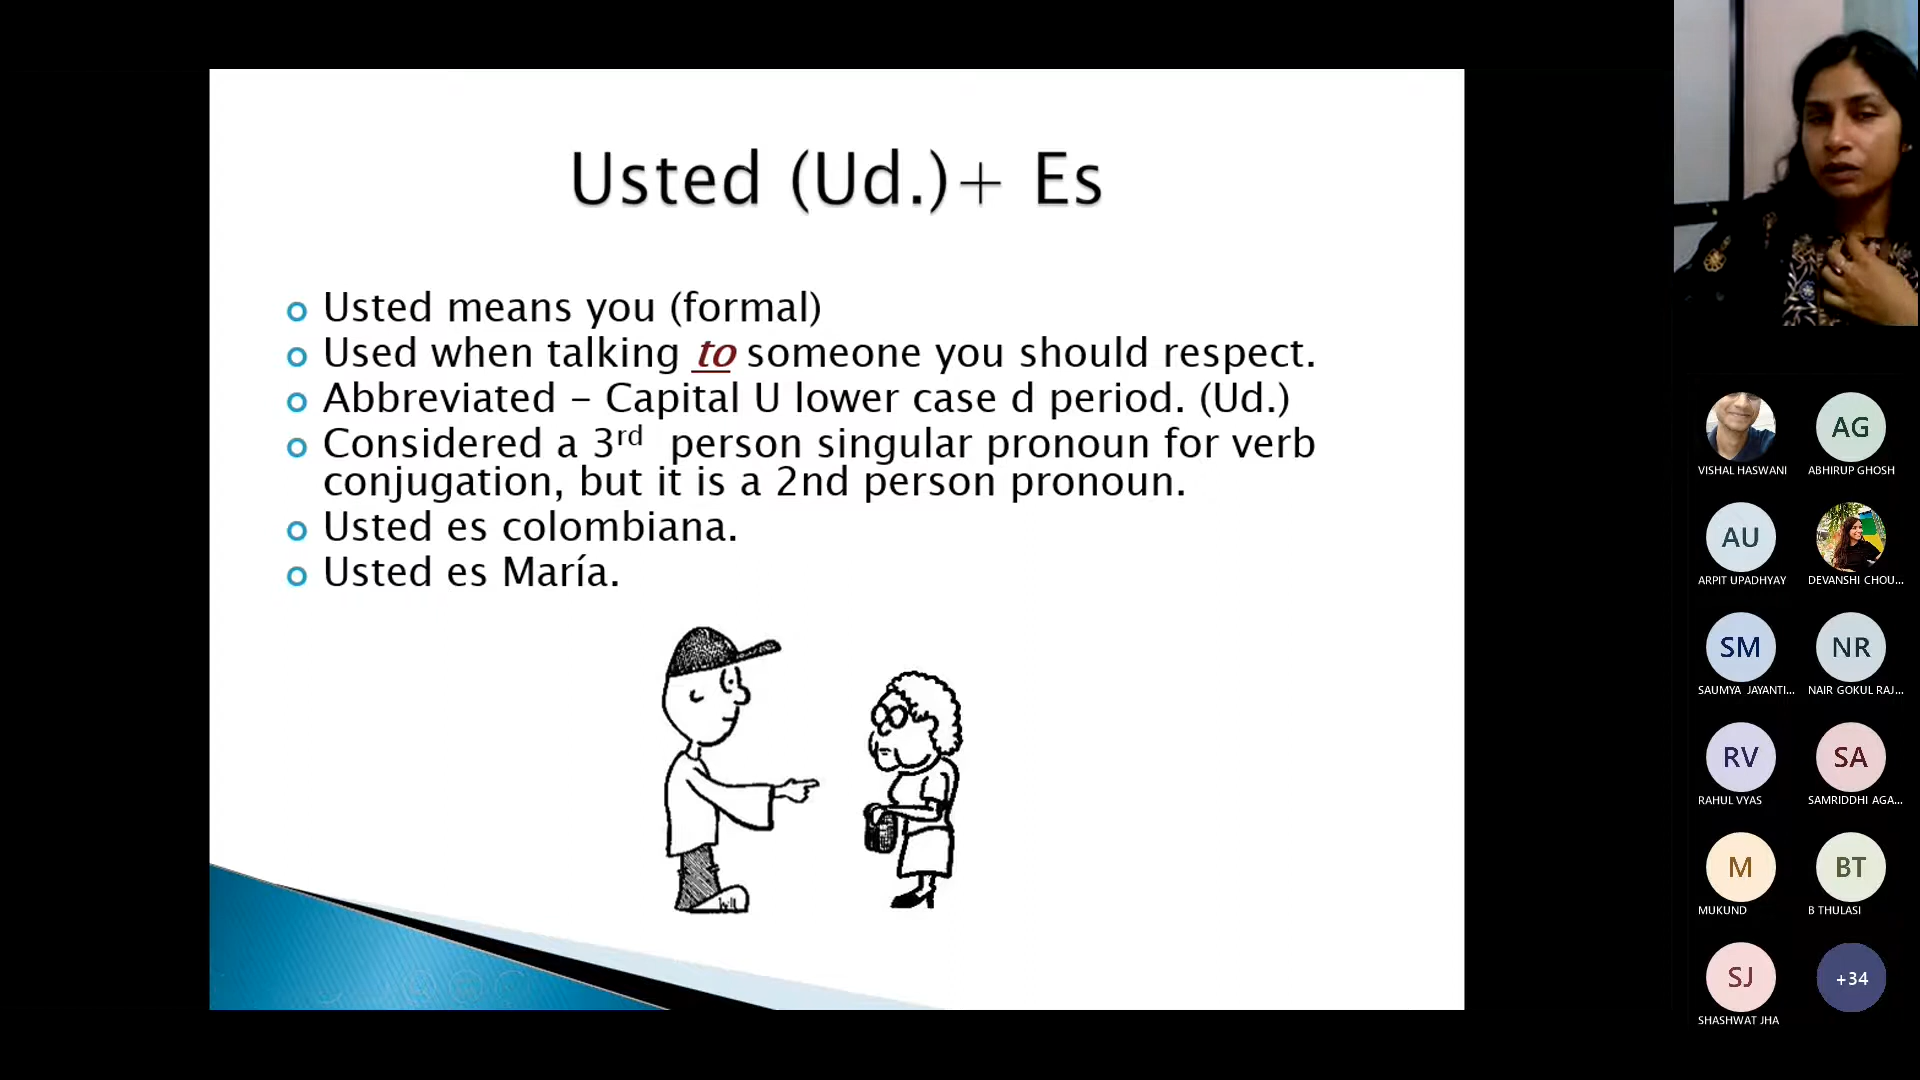 Usted (Ud.)+ Es
Usted means you (formal)
Used when talking to someone you should respect.
Abbreviated – Capital U lower case d period. (Ud.)
Considered a 3rd person singular pronoun for verb
conjugation, but it is a 2nd person pronoun.
Usted es colombiana.
Usted es María.
VISHAL HASWANI
AG
ABHIRUP GHOSH
AU
ARPIT UPADHYAY
DEVANSHI CHOU...
SM
SAUMYA JAYANTI...
NR
NAIR GOKUL RAJ...
RV
RAHUL VYAS
SA
SAMRIDDHI AGA...
M
MUKUND
BT
B THULASI
SJ
SHASHWAT JHA
+34